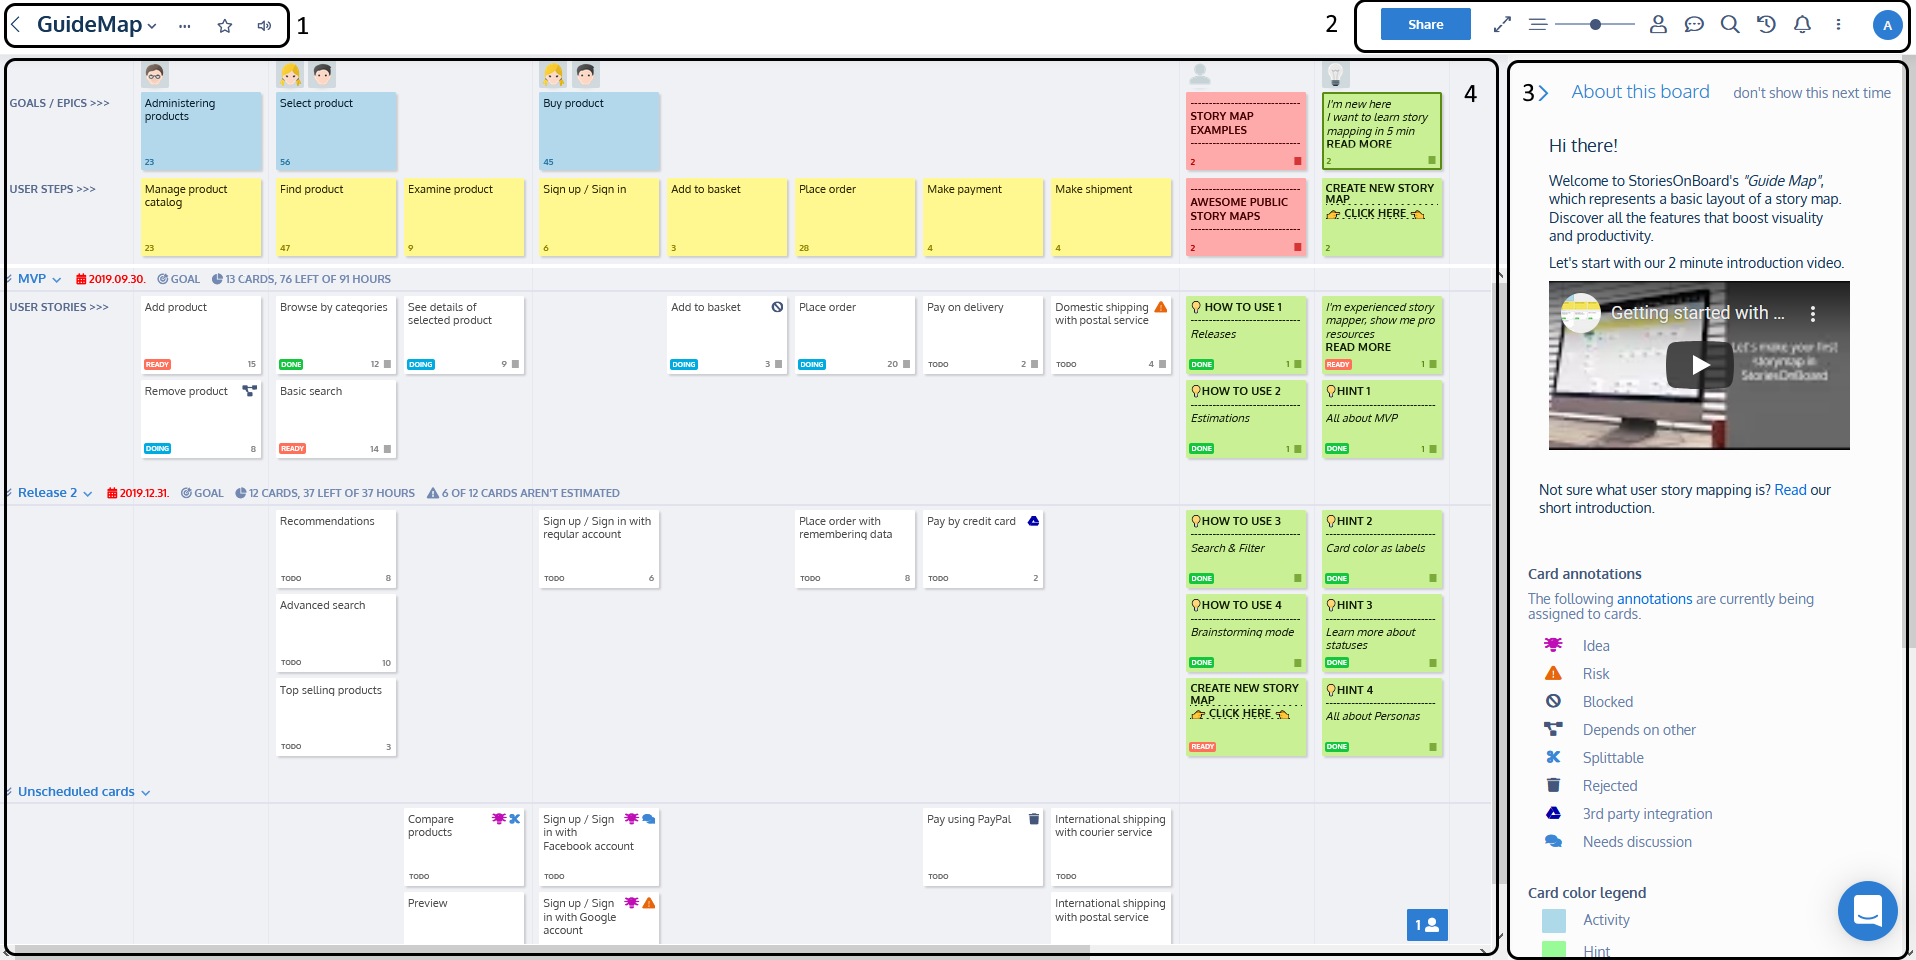 GuideMap
1
2
Share
A
GOALS / EPICS >>>
Administering
products
23
Select product
56
Buy product
45
STORY MAP
EXAMPLES
2
I'm new here
I want to learn story
mapping in 5 min
READ MORE
2
4
USER STEPS >>>
Manage product
catalog
23
Find product
47
Examine product
9
Sign up / Sign in
6
Add to basket
3
Place order
28
Make payment
4
Make shipment
4
AWESOME PUBLIC
STORY MAPS
2
CREATE NEW STORY
MAP
CLICK HERE
2
MVP
2019.09.30.
GOAL
13 CARDS, 76 LEFT OF 91 HOURS
USER STORIES >>>
Add product
READY
15
Browse by categories
DONE
12
See details of
selected product
DOING
9
Add to basket
DOING
3
Place order
DOING
20
Pay on delivery
TODO
2
Domestic shipping
with postal service
TODO
4
HOW TO USE 1
Releases
DONE
1
I'm experienced story
mapper, show me pro
resources
READ MORE
READY
1
Remove product
DOING
8
Basic search
READY
14
HOW TO USE 2
Estimations
DONE
1
HINT 1
All about MVP
DONE
1
Release 2
2019.12.31.
GOAL
12 CARDS, 37 LEFT OF 37 HOURS
6 OF 12 CARDS AREN'T ESTIMATED
Recommendations
TODO
8
Sign up / Sign in with
regular account
TODO
6
Place order with
remembering data
TODO
8
Pay by credit card
TODO
2
HOW TO USE 3
Search & Filter
DONE
HINT 2
Card color as labels
DONE
Advanced search
TODO
10
HOW TO USE 4
Brainstorming mode
DONE
HINT 3
Learn more about
statuses
DONE
Top selling products
TODO
3
CREATE NEW STORY
MAP
CLICK HERE
READY
HINT 4
All about Personas
DONE
Unscheduled cards
Compare
products
TODO
Sign up / Sign
in with
Facebook account
TODO
Pay using PayPal
TODO
International shipping
with courier service
TODO
Preview
Sign up / Sign
in with Google
account
International shipping
with postal service
1
3
About this board
don't show this next time
Hi there!
Welcome to StoriesOnBoard's "Guide Map",
which represents a basic layout of a story map.
Discover all the features that boost visuality
and productivity.
Let's start with our 2 minute introduction video.
Getting started with ...
Let's make your first
storymap in
StoriesOnBoard
Not sure what user story mapping is? Read our
short introduction.
Card annotations
The following annotations are currently being
assigned to cards.
Idea
Risk
Blocked
Depends on other
Splittable
Rejected
3rd party integration
Needs discussion
Card color legend
Activity
Hint